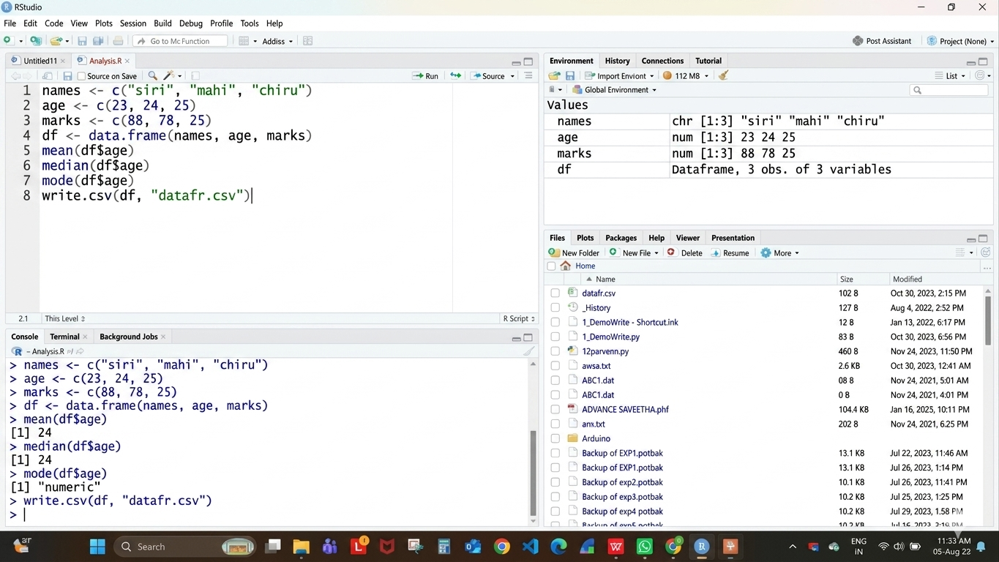 RStudio
File Edit Code View Plots Session Build Debug Profile Tools Help
Go to Mc Function Addiss Post Assistant Project (None)
Untitled11 Analysis.R
Source on Save Run Source
1 names <- c("siri", "mahi", "chiru")
2 age <- c(23, 24, 25)
3 marks <- c(88, 78, 25)
4 df <- data.frame(names, age, marks)
5 mean(df$age)
6 median(df$age)
7 mode(df$age)
8 write.csv(df, "datafr.csv")
2.1 This Level R Script
Console Terminal Background Jobs
R – Analysis.R
> names <- c("siri", "mahi", "chiru")
> age <- c(23, 24, 25)
> marks <- c(88, 78, 25)
> df <- data.frame(names, age, marks)
> mean(df$age)
[1] 24
> median(df$age)
[1] 24
> mode(df$age)
[1] "numeric"
> write.csv(df, "datafr.csv")
>
Environment History Connections Tutorial
Import Enviont 112 MB List
Global Environment
Values
names chr [1:3] "siri" "mahi" "chiru"
age num [1:3] 23 24 25
marks num [1:3] 88 78 25
df Dataframe, 3 obs. of 3 variables
Files Plots Packages Help Viewer Presentation
New Folder New File Delete Resume More
Home ...
Name Size Modified
datafr.csv 102 B Oct 30, 2023, 2:15 PM
_History 127 B Aug 4, 2022, 2:52 PM
1_DemoWrite - Shortcut.ink 12 B Jan 13, 2022, 6:17 PM
1_DemoWrite.py 83 B Oct 30, 2023, 6:56 PM
12parvenn.py 460 B Nov 24, 2023, 11:50 PM
awsa.txt 2.6 KB Oct 30, 2023, 12:41 AM
ABC1.dat 08 B Nov 24, 2021, 5:01 AM
ABC1.dat 0 B Nov 24, 2021, 4:01 PM
ADVANCE SAVEETHA.phf 104.4 KB Jan 16, 2025, 10:11 PM
anx.txt 202 B Nov 24, 2021, 6.25 PM
Arduino
Backup of EXP1.potbak 13.1 KB Jul 22, 2023, 11:46 AM
Backup of EXP1.potbak 13.1 KB Jul 26, 2023, 1:14 PM
Backup of exp2.potbak 10.1 KB Jul 26, 2023, 11:41 PM
Backup of exp3 potbak 10.2 KB Jul 25, 2023, 1:25 PM
Backup of exp4 potbak 10.2 KB Jul 29, 2023, 1.58 PM
Backup of exp5 potbak 10.2 KB Jul 16, 2023, 2:19 PM
Search ENG 11:33 AM
IN 05-Aug 22